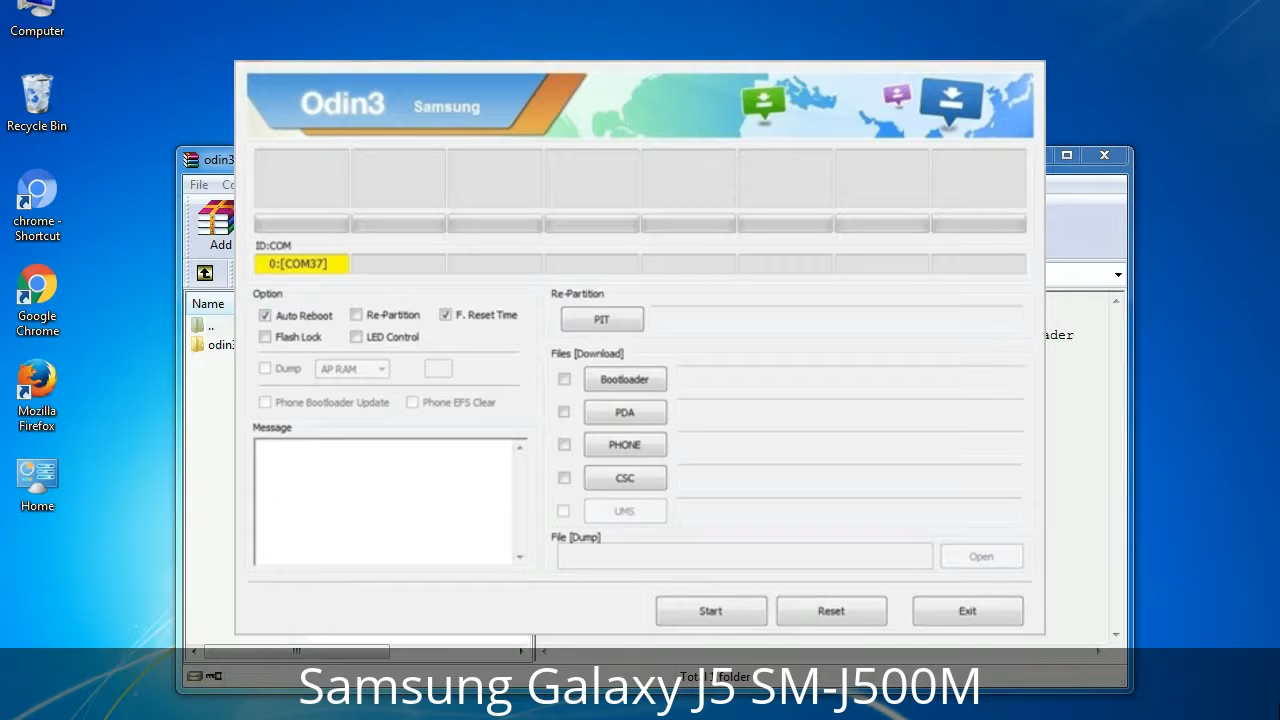 Computer
Recycle Bin
chrome -
Shortcut
Google
Chrome
Mozilla
Firefox
Home
odin3
File
Add
Name
..
odin3
Odin3 Samsung
ID:COM
0:[COM37]
Option
Auto Reboot
Re-Partition
F. Reset Time
Flash Lock
LED Control
Dump
AP RAM
Phone Bootloader Update
Phone EFS Clear
Message
Re-Partition
PIT
Files [Download]
Bootloader
PDA
PHONE
CSC
UMS
File [Dump]
Open
Start
Reset
Exit
ader
Total 1 folder
Samsung Galaxy J5 SM-J500M